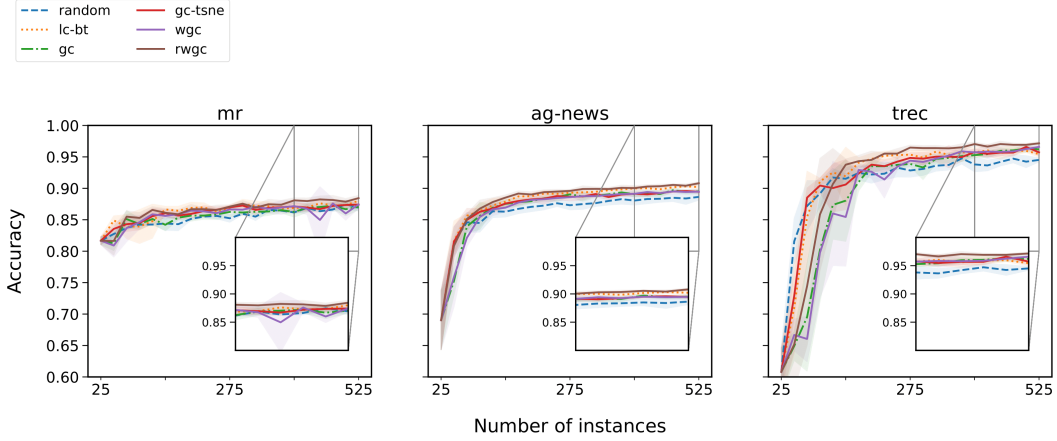 random
lc-bt
gc
gc-tsne
wgc
rwgc
mr
ag-news
trec
Accuracy
1.00
0.95
0.90
0.85
0.80
0.75
0.70
0.65
0.60
0.95
0.90
0.85
0.95
0.90
0.85
0.95
0.90
0.85
25 275 525
25 275 525
25 275 525
Number of instances